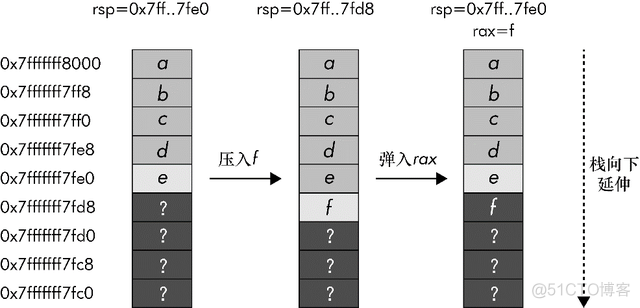 rsp=0x7ff..7fe0 rsp=0x7ff..7fd8 rsp=0x7ff..7fe0
rax=f
0x7fffffff8000 a a a
0x7fffffff7ff8 b b b
0x7fffffff7ff0 c c c
0x7fffffff7fe8 d d d
压入f 弹入rax
0x7fffffff7fe0 e e e
栈向下
延伸
0x7fffffff7fd8 ? f f
0x7fffffff7fd0 ? ? ?
0x7fffffff7fc8 ? ? ?
0x7fffffff7fc0 ? ? ?
@51CTO博客